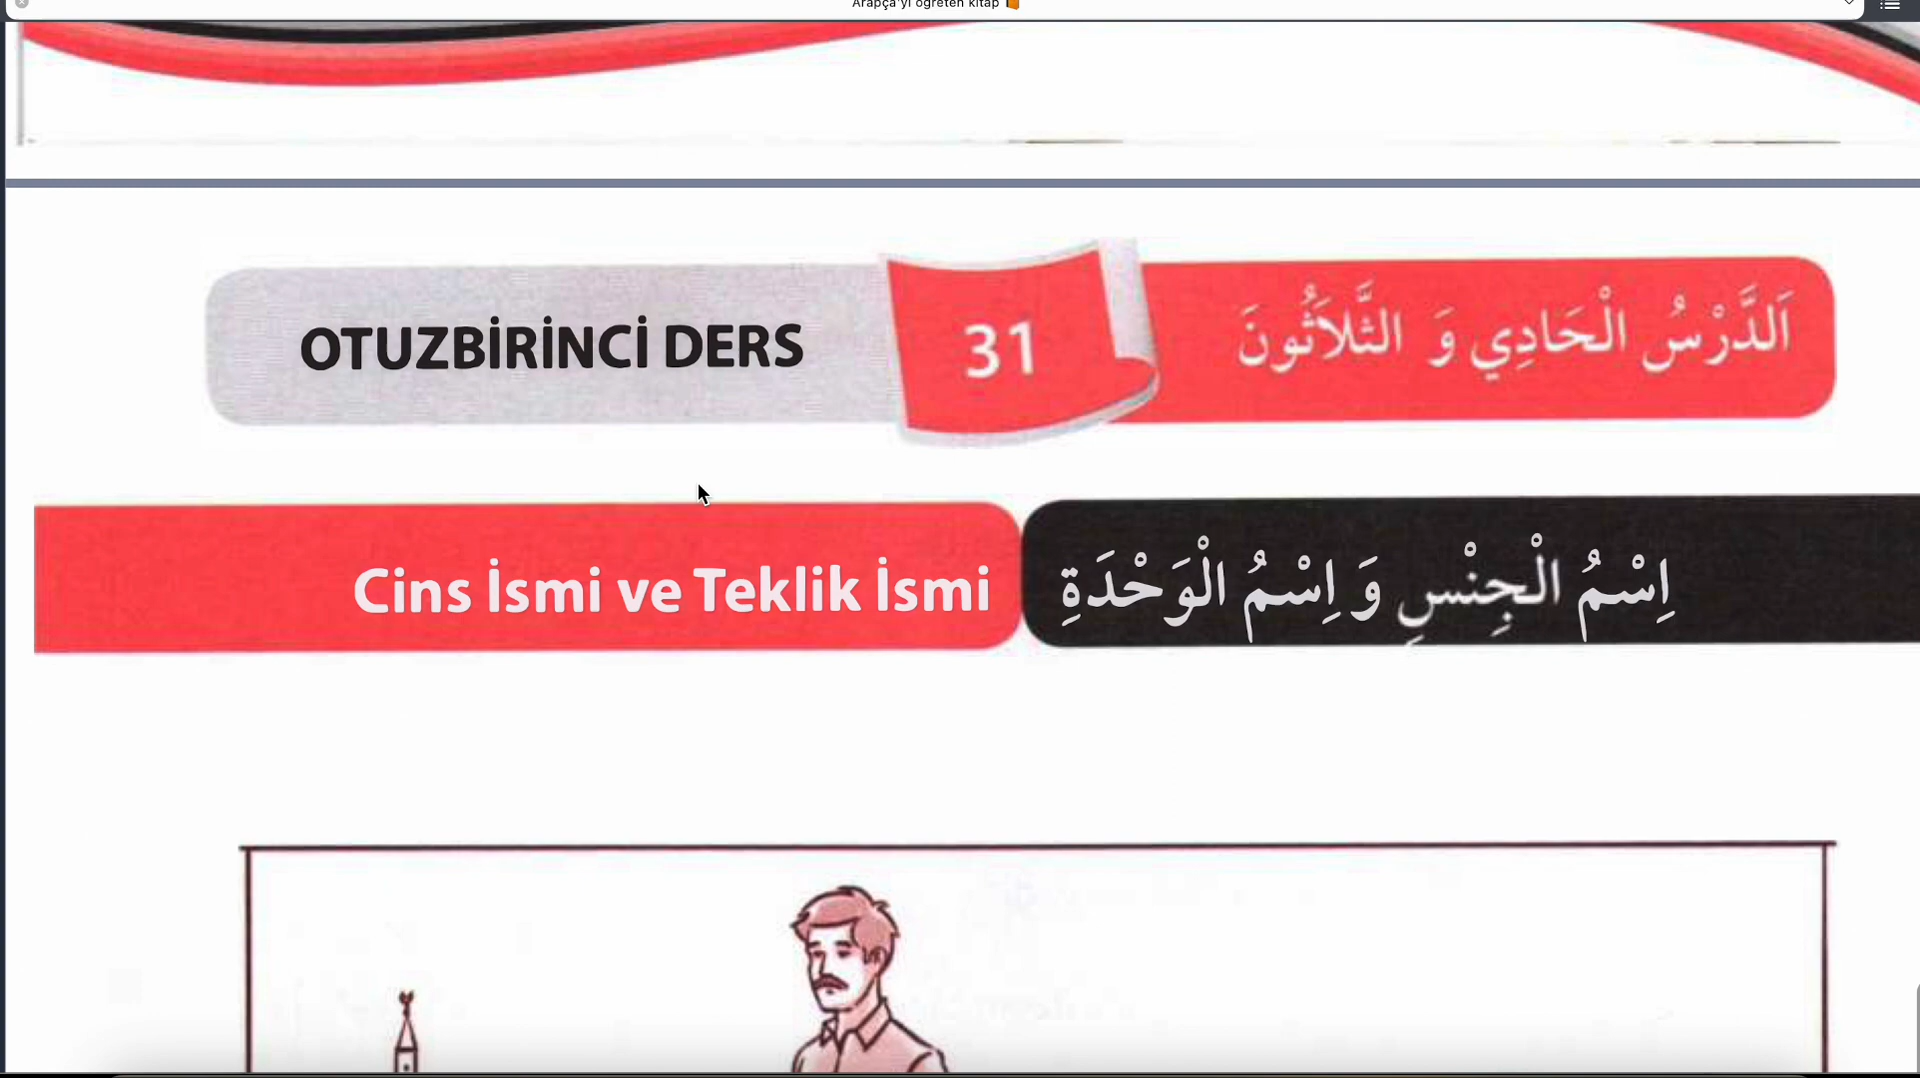 Arapça'yı öğreten kitap
OTUZBİRİNCİ DERS
31
اَلدَّرْسُ الْحَادِي وَ الثَّلاَثُونَ
Cins İsmi ve Teklik İsmi
اِسْمُ الْجِنْسِ وَ اِسْمُ الْوَحْدَةِ